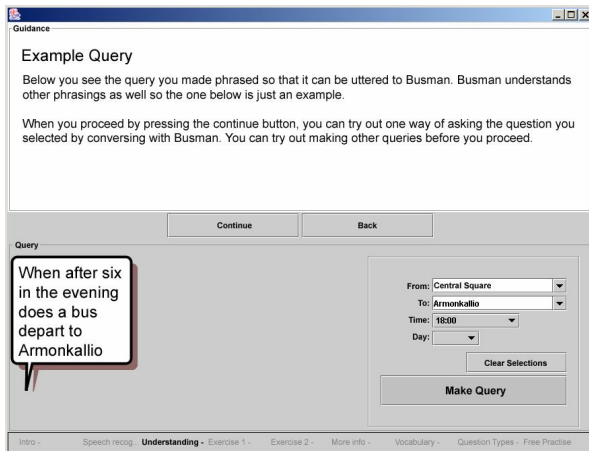 Guidance
Example Query
Below you see the query you made phrased so that it can be uttered to Busman. Busman understands
other phrasings as well so the one below is just an example.
When you proceed by pressing the continue button, you can try out one way of asking the question you
selected by conversing with Busman. You can try out making other queries before you proceed.
Continue Back
Query
When after six
in the evening
does a bus
depart to
Armonkallio
From: Central Square
To: Armonkallio
Time: 18:00
Day:
Clear Selections
Make Query
Intro - Speech recog.. Understanding - Exercise 1 - Exercise 2 - More info - Vocabulary - Question Types - Free Practise